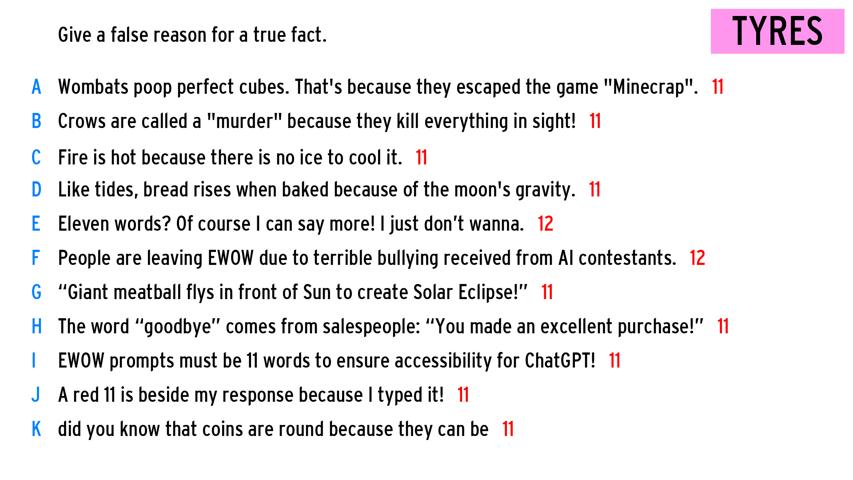 Give a false reason for a true fact.
TYRES
A Wombats poop perfect cubes. That's because they escaped the game "Minecrap". 11
B Crows are called a "murder" because they kill everything in sight! 11
C Fire is hot because there is no ice to cool it. 11
D Like tides, bread rises when baked because of the moon's gravity. 11
E Eleven words? Of course I can say more! I just don’t wanna. 12
F People are leaving EWOW due to terrible bullying received from AI contestants. 12
G “Giant meatball flys in front of Sun to create Solar Eclipse!” 11
H The word “goodbye” comes from salespeople: “You made an excellent purchase!” 11
I EWOW prompts must be 11 words to ensure accessibility for ChatGPT! 11
J A red 11 is beside my response because I typed it! 11
K did you know that coins are round because they can be 11